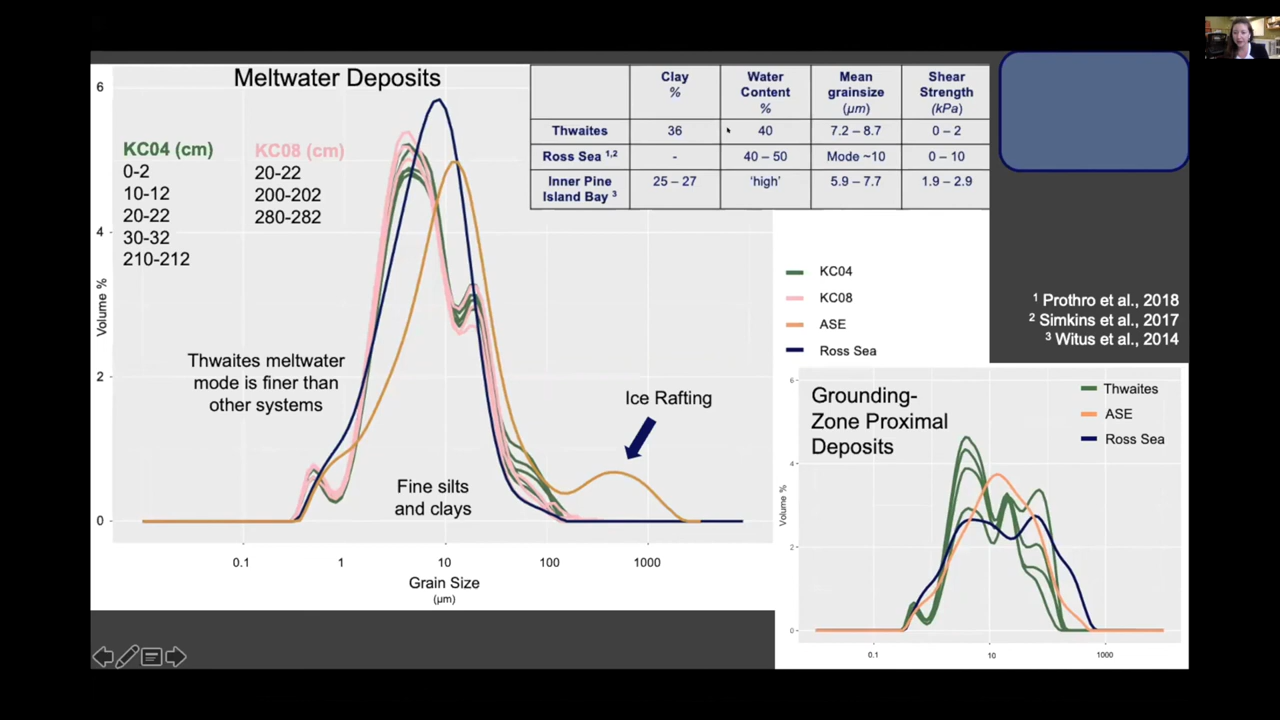 Meltwater Deposits
KC04 (cm)
0-2
10-12
20-22
30-32
210-212
KC08 (cm)
20-22
200-202
280-282
Thwaites meltwater
mode is finer than
other systems
Fine silts
and clays
Ice Rafting
6
4
2
0
Volume %
0.1 1 10 100 1000
Grain Size
(µm)
Clay % Water Content % Mean grainsize (µm) Shear Strength (kPa)
Thwaites 36 40 7.2 – 8.7 0 – 2
Ross Sea 1,2 - 40 – 50 Mode ~10 0 – 10
Inner Pine Island Bay 3 25 – 27 'high' 5.9 – 7.7 1.9 – 2.9
KC04
KC08
ASE
Ross Sea
1 Prothro et al., 2018
2 Simkins et al., 2017
3 Witus et al., 2014
Grounding-
Zone Proximal
Deposits
Thwaites
ASE
Ross Sea
6
4
2
0
Volume %
0.1 10 1000